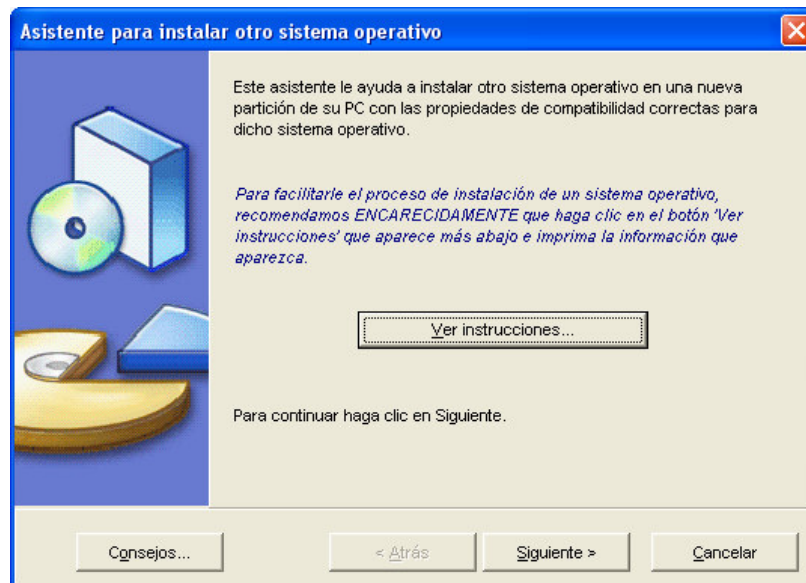 Asistente para instalar otro sistema operativo
Este asistente le ayuda a instalar otro sistema operativo en una nueva
partición de su PC con las propiedades de compatibilidad correctas para
dicho sistema operativo.
Para facilitarle el proceso de instalación de un sistema operativo,
recomendamos ENCARECIDAMENTE que haga clic en el botón 'Ver
instrucciones' que aparece más abajo e imprima la información que
aparezca.
Ver instrucciones...
Para continuar haga clic en Siguiente.
Consejos... < Atrás Siguiente > Cancelar